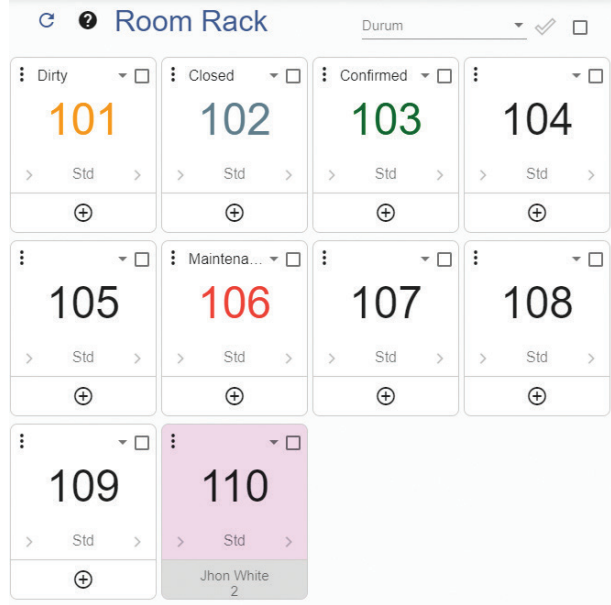 Room Rack
Durum
Dirty
101
Std
Closed
102
Std
Confirmed
103
Std
104
Std
105
Std
Maintena...
106
Std
107
Std
108
Std
109
Std
110
Std
Jhon White
2